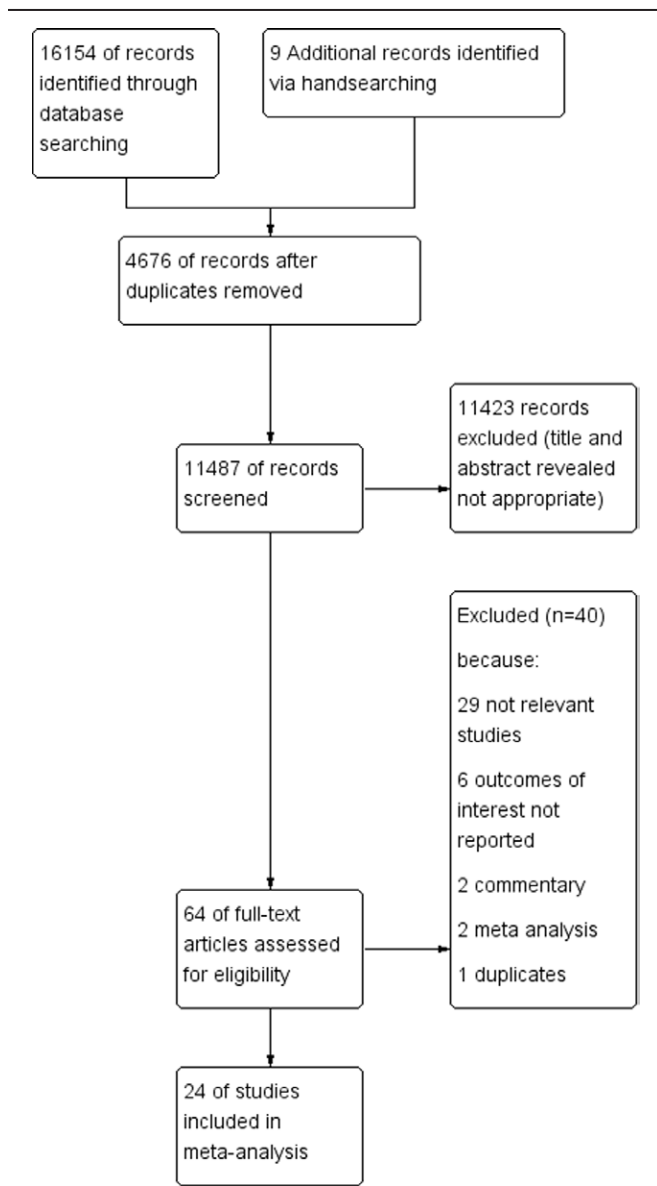 16154 of records
identified through
database
searching
9 Additional records identified
via handsearching
4676 of records after
duplicates removed
11487 of records
screened
11423 records
excluded (title and
abstract revealed
not appropriate)
Excluded (n=40)
because:
29 not relevant
studies
6 outcomes of
interest not
reported
2 commentary
2 meta analysis
1 duplicates
64 of full-text
articles assessed
for eligibility
24 of studies
included in
meta-analysis